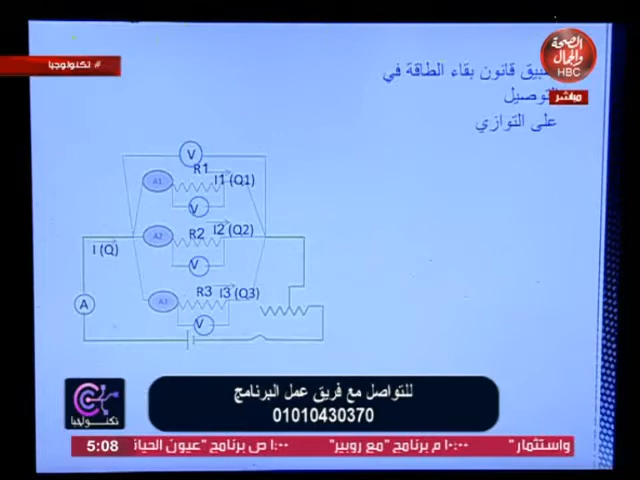 الصحة
والجمال
HBC
مباشر
# تكنولوجيا
تطبيق قانون بقاء الطاقة في
التوصيل
على التوازي
V
R1
A1
I1 (Q1)
V
A2
R2
I2 (Q2)
V
I (Q)
A
A3
R3
I3 (Q3)
V
تكنولوجيا
للتواصل مع فريق عمل البرنامج
01010430370
5:08
واستثمار" ١٠:٠٠ م برنامج "مع روبير" ١:٠٠ ص برنامج "عيون الحياة